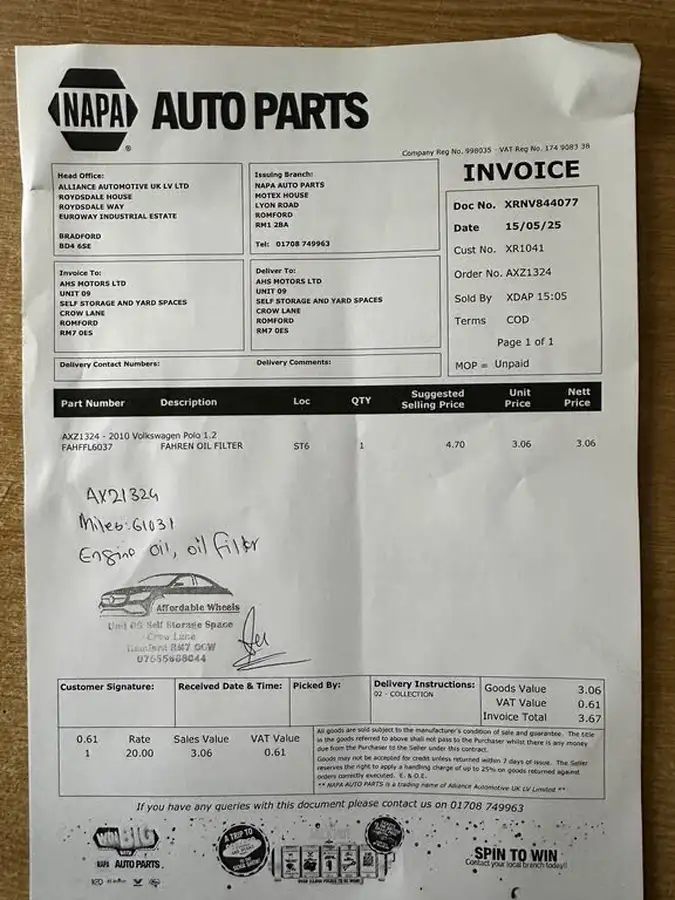 NAPA AUTO PARTS
Company Reg No. 998035 - VAT Reg No. 174 9083 38
INVOICE
Head Office:
ALLIANCE AUTOMOTIVE UK LV LTD
ROYDSDALE HOUSE
ROYDSDALE WAY
EUROWAY INDUSTRIAL ESTATE
BRADFORD
BD4 6SE
Issuing Branch:
NAPA AUTO PARTS
MOTEX HOUSE
LYON ROAD
ROMFORD
RM1 2BA
Tel: 01708 749963
Doc No. XRNV844077
Date 15/05/25
Cust No. XR1041
Order No. AXZ1324
Sold By XDAP 15:05
Terms COD
Page 1 of 1
MOP = Unpaid
Invoice To:
AHS MOTORS LTD
UNIT 09
SELF STORAGE AND YARD SPACES
CROW LANE
ROMFORD
RM7 0ES
Deliver To:
AHS MOTORS LTD
UNIT 09
SELF STORAGE AND YARD SPACES
CROW LANE
ROMFORD
RM7 0ES
Delivery Contact Numbers:
Delivery Comments:
Part Number Description Loc QTY Suggested Selling Price Unit Price Nett Price
AXZ1324 - 2010 Volkswagen Polo 1.2
FAHFFL6037 FAHREN OIL FILTER ST6 1 4.70 3.06 3.06
AXZ1324
Miles: 61031
Engine oil, oil filter
Affordable Wheels
Unit 09 Self Storage Space
Crow Lane
Romford RM7
Customer Signature:
Received Date & Time:
Picked By:
Delivery Instructions:
02 - COLLECTION
Goods Value 3.06
VAT Value 0.61
Invoice Total 3.67
0.61 Rate Sales Value VAT Value
1 20.00 3.06 0.61
All goods are sold subject to the manufacturer's condition of sale and guarantee. The title
in the goods referred to above shall not pass to the Purchaser whilst there is any money
due from the Purchaser to the Seller under this contract.
Goods may not be accepted for credit unless returned within 7 days of issue. The Seller
reserves the right to apply a handling charge of up to 25% on goods returned against
orders correctly executed. E. & O.E.
** NAPA AUTO PARTS is a trading name of Alliance Automotive UK LV Limited **
If you have any queries with this document please contact us on 01708 749963
WIN BIG
NAPA AUTO PARTS
A TRIP TO
SPIN TO WIN
Contact your local branch today!!